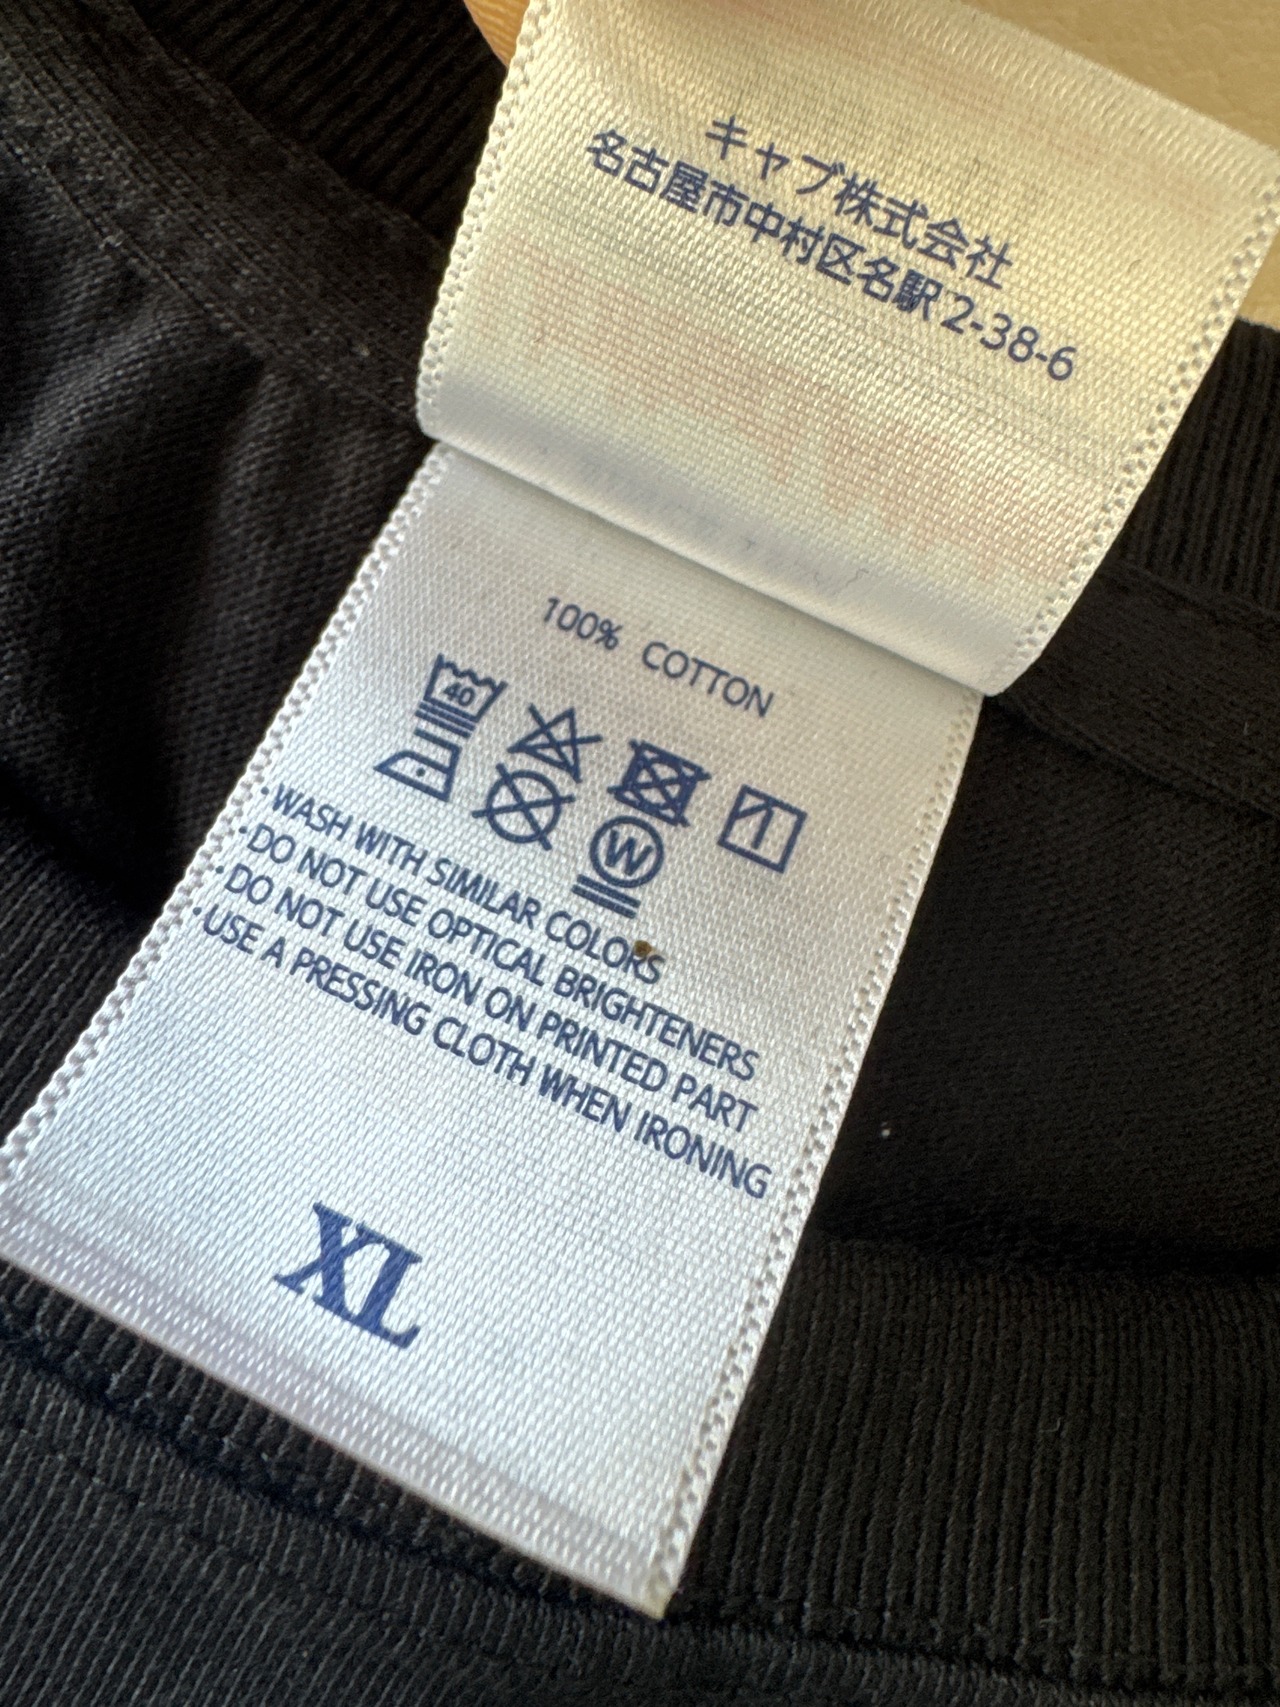 キャブ株式会社
名古屋市中村区名駅2-38-6
100% COTTON
40
W
・WASH WITH SIMILAR COLORS
・DO NOT USE OPTICAL BRIGHTENERS
・DO NOT USE IRON ON PRINTED PART
・USE A PRESSING CLOTH WHEN IRONING
XL